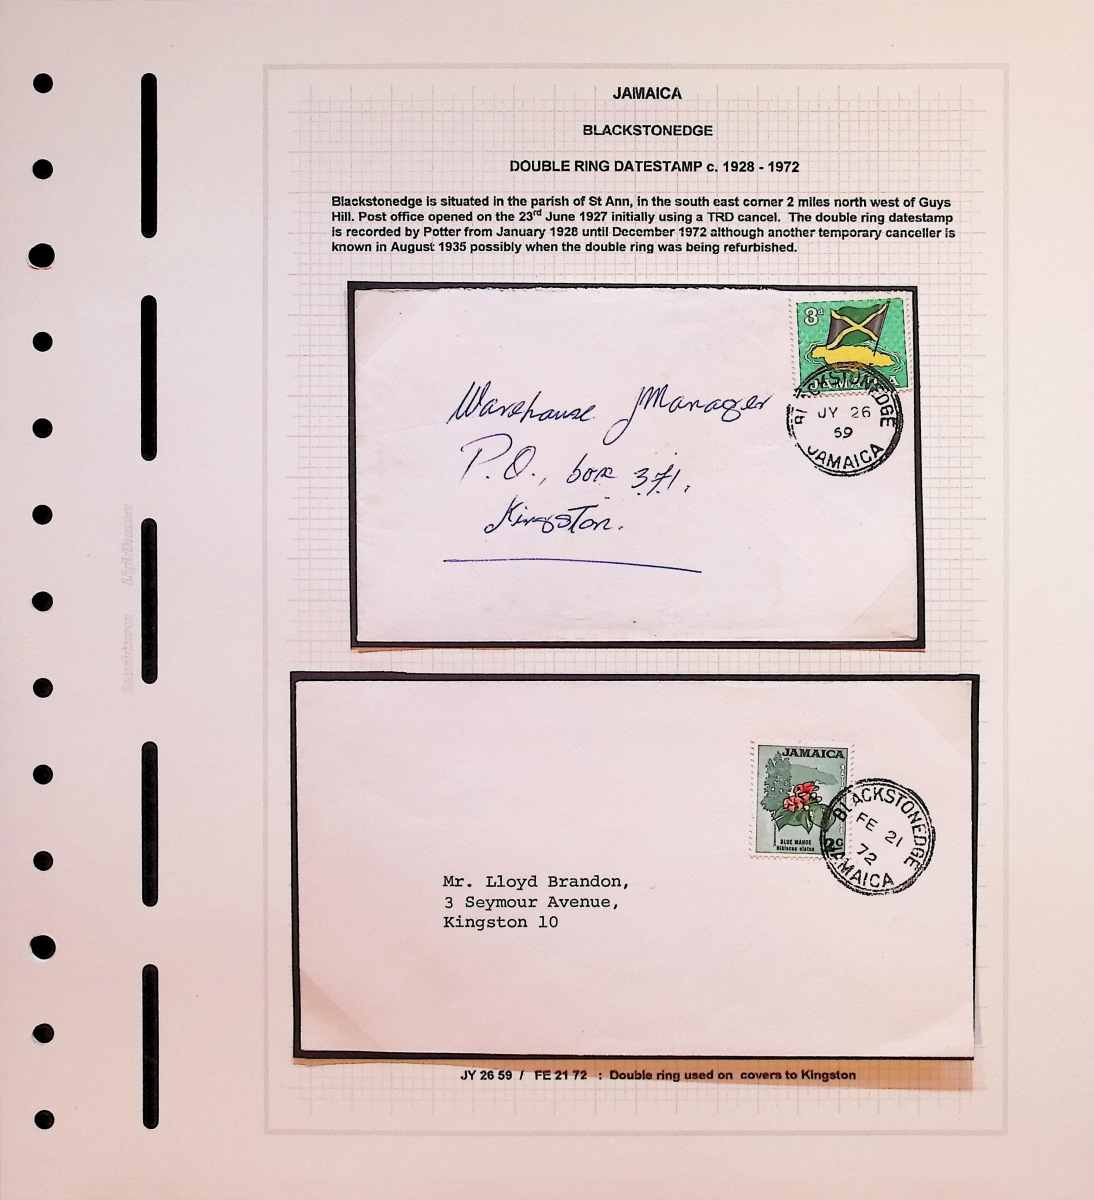 JAMAICA
BLACKSTONEDGE
DOUBLE RING DATESTAMP c. 1928 - 1972
Blackstonedge is situated in the parish of St Ann, in the south east corner 2 miles north west of Guys
Hill. Post office opened on the 23rd June 1927 initially using a TRD cancel. The double ring datestamp
is recorded by Potter from January 1928 until December 1972 although another temporary canceller is
known in August 1935 possibly when the double ring was being refurbished.
3d
BLACKSTONEDGE
JY 26
59
JAMAICA
Warehouse Manager
P.O., box 371.
Kingston.
JAMAICA
BLUE MAHOE
Hibiscus elatus
2c
BLACKSTONEDGE
FE 21
72
JAMAICA
Mr. Lloyd Brandon,
3 Seymour Avenue,
Kingston 10
JY 26 59 / FE 21 72 : Double ring used on covers to Kingston